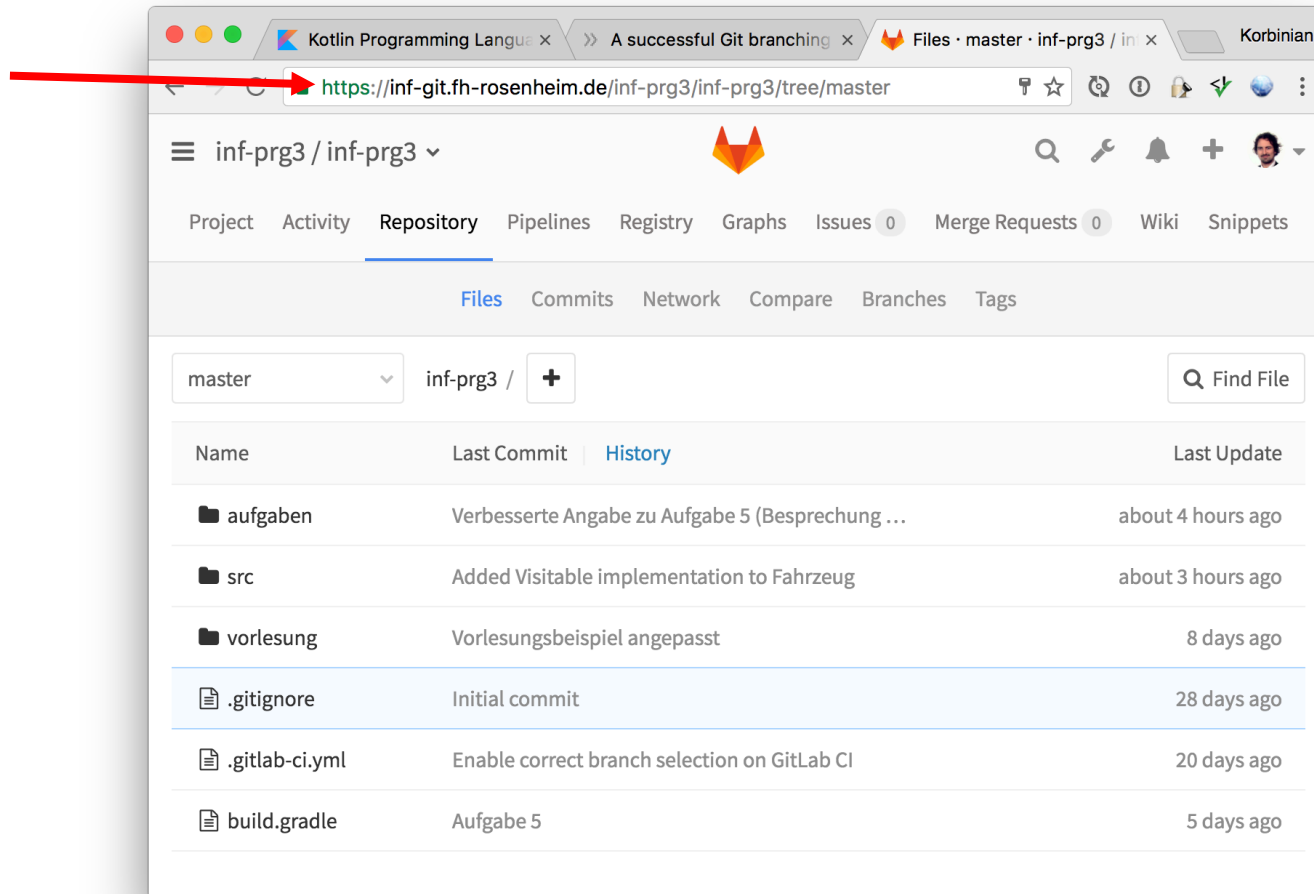 Kotlin Programming Langua
A successful Git branching
Files · master · inf-prg3 / in
Korbinian
https://inf-git.fh-rosenheim.de/inf-prg3/inf-prg3/tree/master
inf-prg3 / inf-prg3
Project Activity Repository Pipelines Registry Graphs Issues 0 Merge Requests 0 Wiki Snippets
Files Commits Network Compare Branches Tags
master inf-prg3 / + Find File
Name Last Commit History Last Update
aufgaben Verbesserte Angabe zu Aufgabe 5 (Besprechung … about 4 hours ago
src Added Visitable implementation to Fahrzeug about 3 hours ago
vorlesung Vorlesungsbeispiel angepasst 8 days ago
.gitignore Initial commit 28 days ago
.gitlab-ci.yml Enable correct branch selection on GitLab CI 20 days ago
build.gradle Aufgabe 5 5 days ago